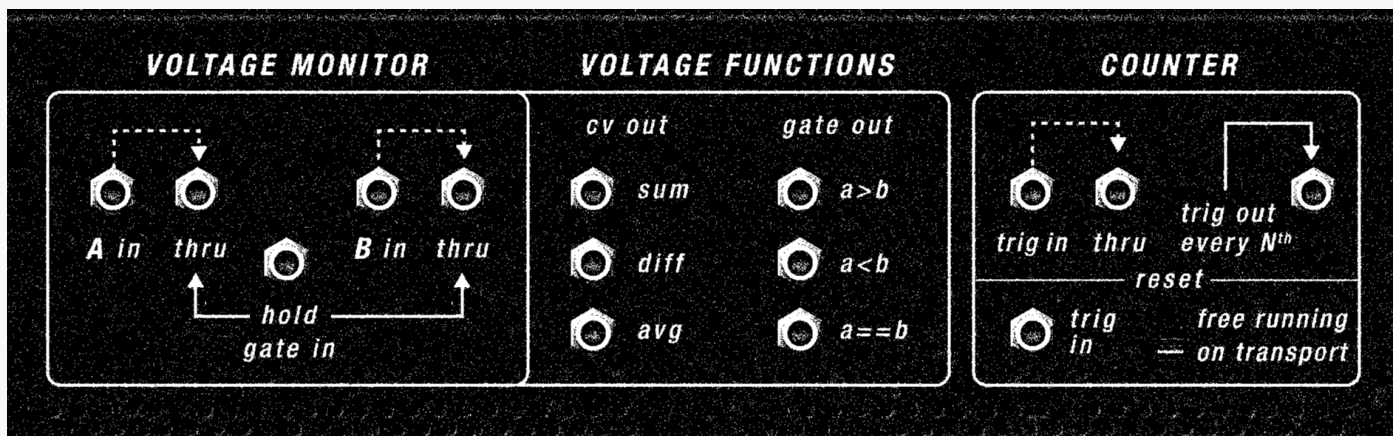 VOLTAGE MONITOR
A in
thru
B in
thru
hold
gate in
VOLTAGE FUNCTIONS
cv out
gate out
sum
a>b
diff
a<b
avg
a==b
COUNTER
trig in
thru
trig out
every Nth
reset
trig
in
free running
on transport